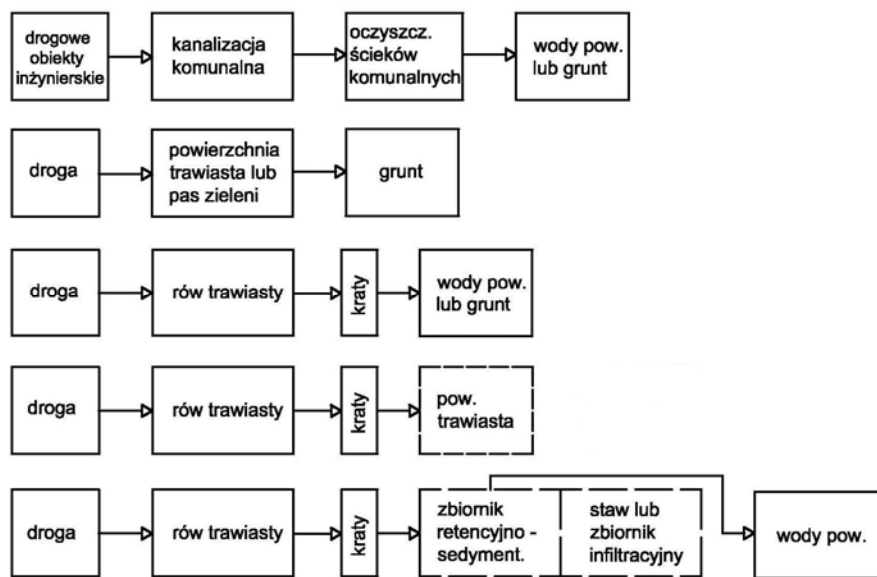 drogowe
obiekty
inżynierskie
kanalizacja
komunalna
oczyszcz.
ścieków
komunalnych
wody pow.
lub grunt
droga
powierzchnia
trawiasta lub
pas zieleni
grunt
droga
rów trawiasty
kraty
wody pow.
lub grunt
droga
rów trawiasty
kraty
pow.
trawiasta
droga
rów trawiasty
kraty
zbiornik
retencyjno -
sedyment.
staw lub
zbiornik
infiltracyjny
wody pow.